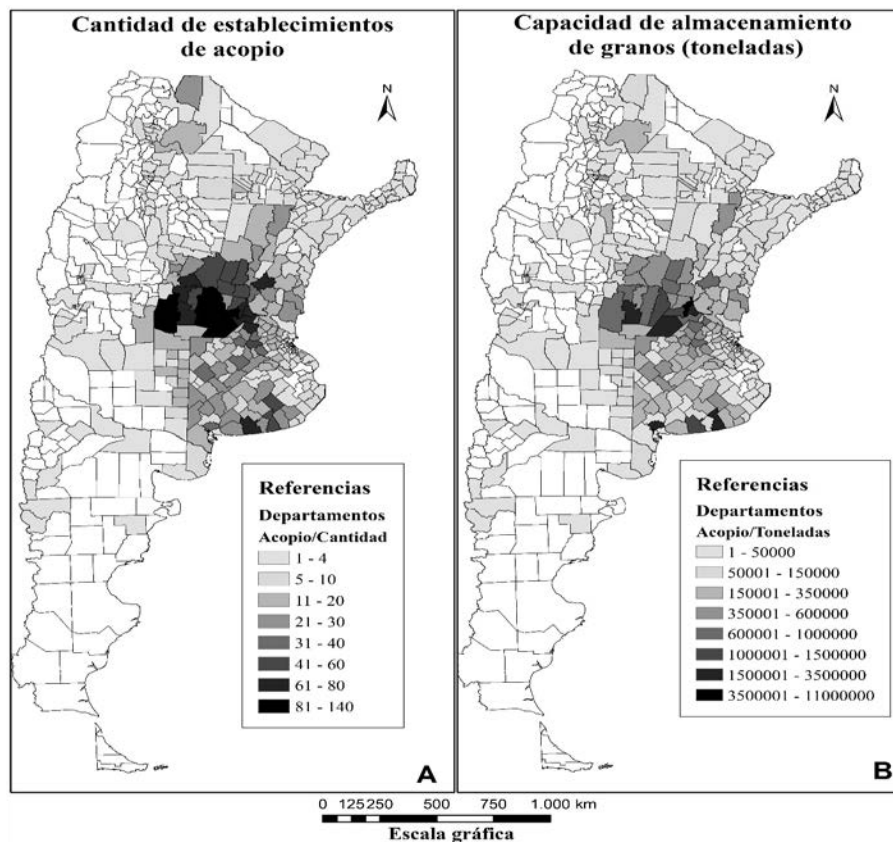 Cantidad de establecimientos
de acopio
N
Referencias
Departamentos
Acopio/Cantidad
1 - 4
5 - 10
11 - 20
21 - 30
31 - 40
41 - 60
61 - 80
81 - 140
A
Capacidad de almacenamiento
de granos (toneladas)
N
Referencias
Departamentos
Acopio/Toneladas
1 - 50000
50001 - 150000
150001 - 350000
350001 - 600000
600001 - 1000000
1000001 - 1500000
1500001 - 3500000
3500001 - 11000000
B
0 125250 500 750 1.000 km
Escala gráfica